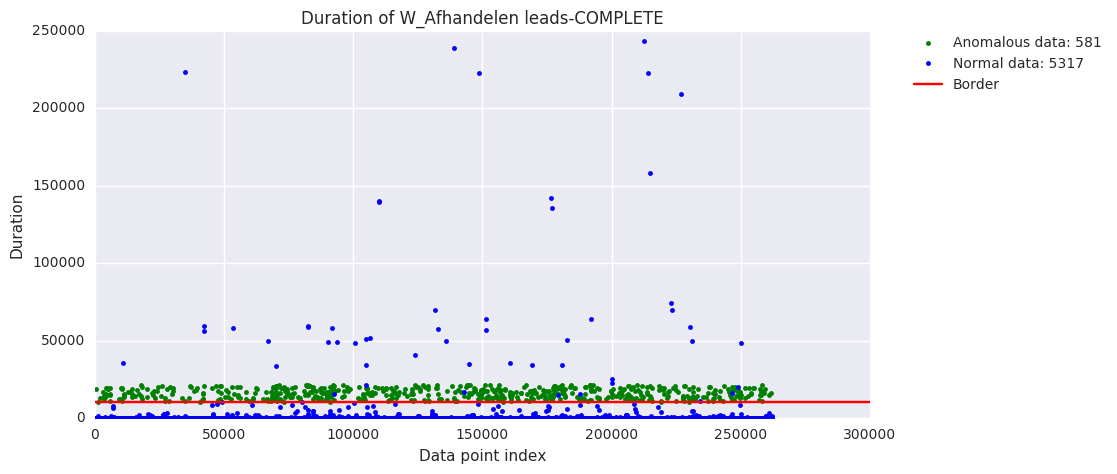 Duration of W_Afhandelen leads-COMPLETE
Anomalous data: 581
Normal data: 5317
Border
Duration
250000
200000
150000
100000
50000
0
0 50000 100000 150000 200000 250000 300000
Data point index